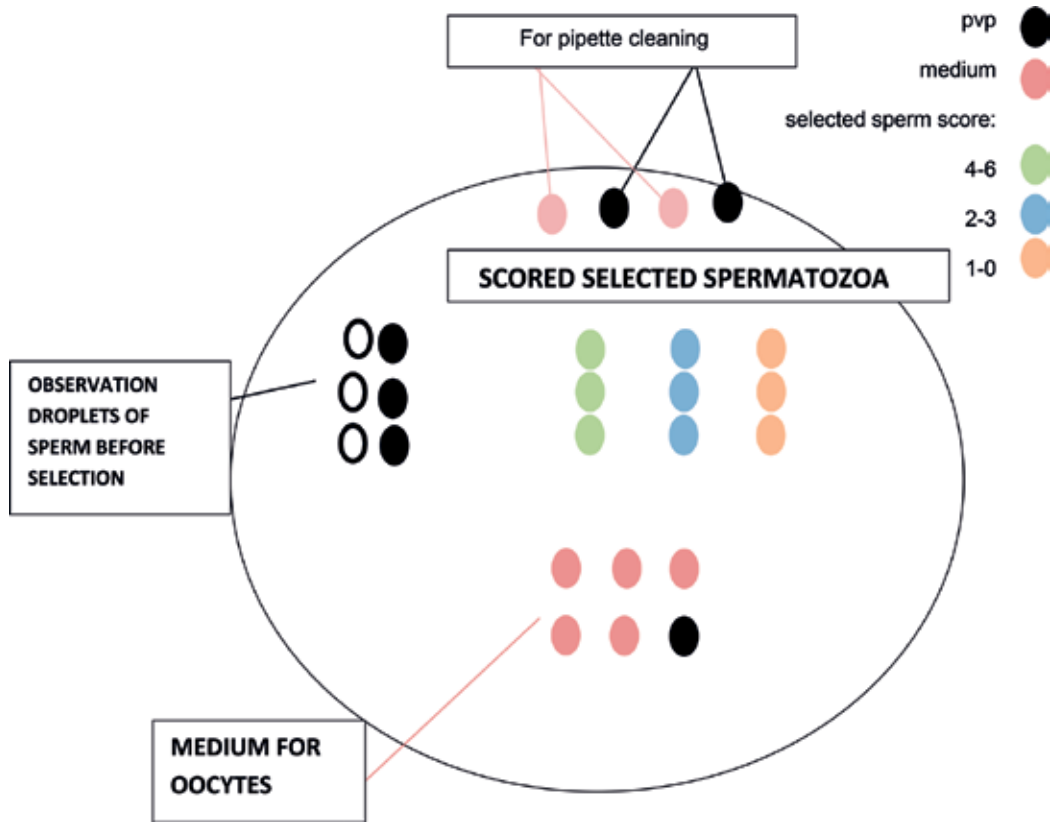 For pipette cleaning
pvp
medium
selected sperm score:
4-6
2-3
1-0
SCORED SELECTED SPERMATOZOA
OBSERVATION
DROPLETS OF
SPERM BEFORE
SELECTION
MEDIUM FOR
OOCYTES